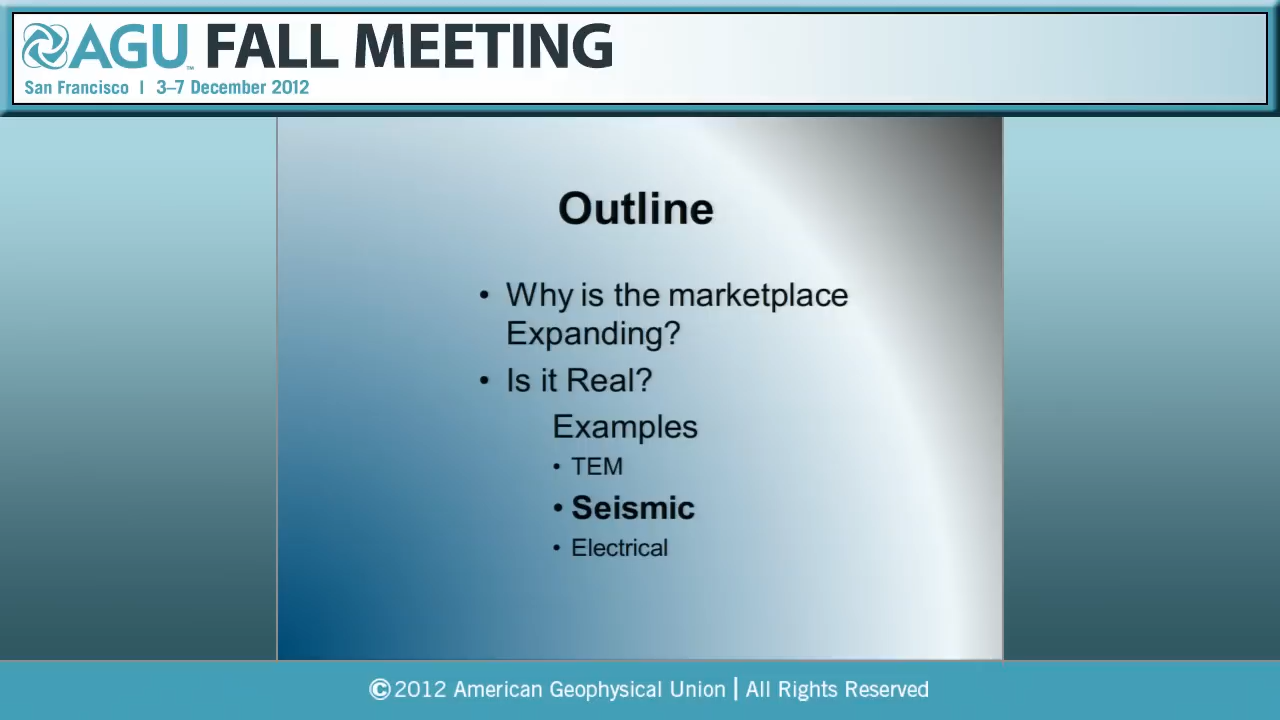 AGU™ FALL MEETING
San Francisco | 3–7 December 2012
Outline
• Why is the marketplace
Expanding?
• Is it Real?
Examples
• TEM
• Seismic
• Electrical
©2012 American Geophysical Union | All Rights Reserved